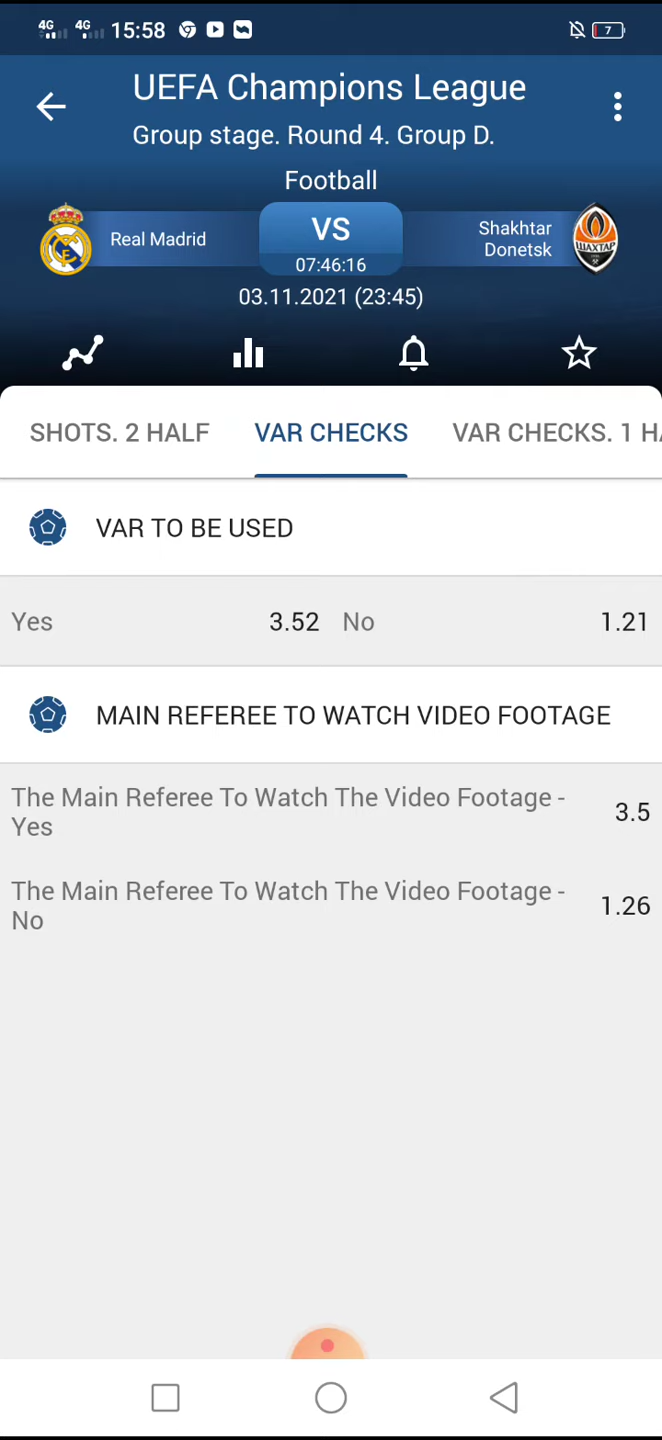 4G 4G 15:58 7
UEFA Champions League
Group stage. Round 4. Group D.
Football
Real Madrid
VS
Shakhtar
Donetsk
ШАХТАР
07:46:16
03.11.2021 (23:45)
SHOTS. 2 HALF VAR CHECKS VAR CHECKS. 1 HA
VAR TO BE USED
Yes 3.52 No 1.21
MAIN REFEREE TO WATCH VIDEO FOOTAGE
The Main Referee To Watch The Video Footage -
Yes 3.5
The Main Referee To Watch The Video Footage -
No 1.26